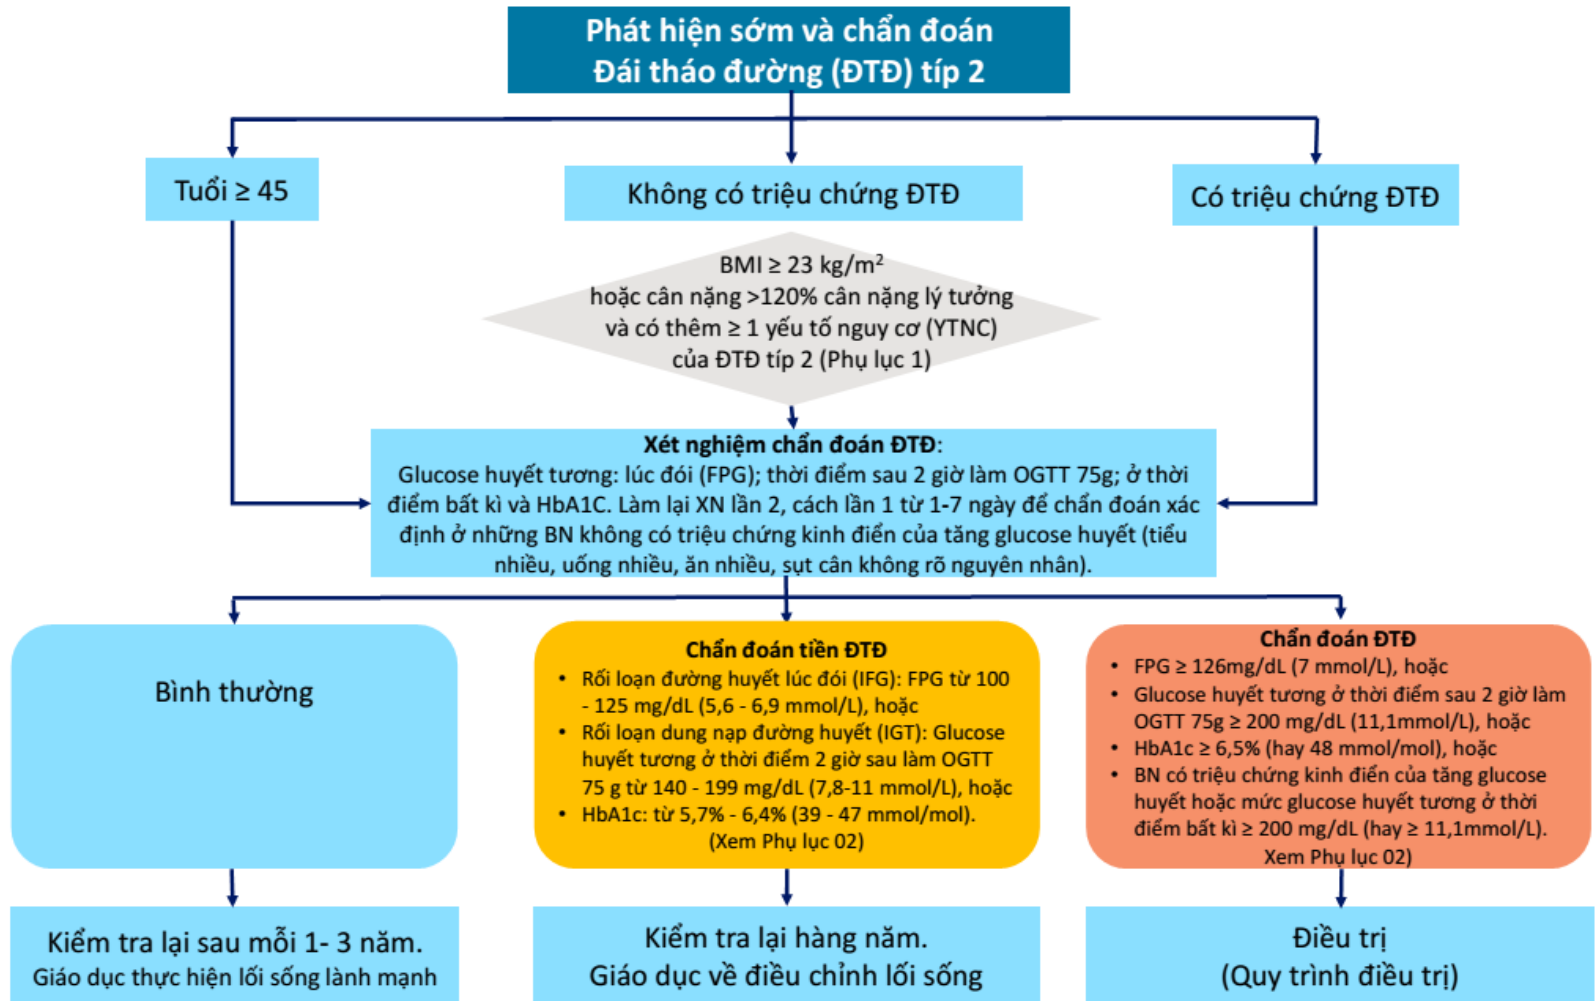 Phát hiện sớm và chẩn đoán
Đái tháo đường (ĐTĐ) típ 2
Tuổi ≥ 45
Không có triệu chứng ĐTĐ
Có triệu chứng ĐTĐ
BMI ≥ 23 kg/m²
hoặc cân nặng >120% cân nặng lý tưởng
và có thêm ≥ 1 yếu tố nguy cơ (YTNC)
của ĐTĐ típ 2 (Phụ lục 1)
Xét nghiệm chẩn đoán ĐTĐ:
Glucose huyết tương: lúc đói (FPG); thời điểm sau 2 giờ làm OGTT 75g; ở thời
điểm bất kì và HbA1C. Làm lại XN lần 2, cách lần 1 từ 1-7 ngày để chẩn đoán xác
định ở những BN không có triệu chứng kinh điển của tăng glucose huyết (tiểu
nhiều, uống nhiều, ăn nhiều, sụt cân không rõ nguyên nhân).
Bình thường
Chẩn đoán tiền ĐTĐ
• Rối loạn đường huyết lúc đói (IFG): FPG từ 100
- 125 mg/dL (5,6 - 6,9 mmol/L), hoặc
• Rối loạn dung nạp đường huyết (IGT): Glucose
huyết tương ở thời điểm 2 giờ sau làm OGTT
75 g từ 140 - 199 mg/dL (7,8-11 mmol/L), hoặc
• HbA1c: từ 5,7% - 6,4% (39 - 47 mmol/mol).
(Xem Phụ lục 02)
Chẩn đoán ĐTĐ
• FPG ≥ 126mg/dL (7 mmol/L), hoặc
• Glucose huyết tương ở thời điểm sau 2 giờ làm
OGTT 75g ≥ 200 mg/dL (11,1mmol/L), hoặc
• HbA1c ≥ 6,5% (hay 48 mmol/mol), hoặc
• BN có triệu chứng kinh điển của tăng glucose
huyết hoặc mức glucose huyết tương ở thời
điểm bất kì ≥ 200 mg/dL (hay ≥ 11,1mmol/L).
Xem Phụ lục 02)
Kiểm tra lại sau mỗi 1- 3 năm.
Giáo dục thực hiện lối sống lành mạnh
Kiểm tra lại hàng năm.
Giáo dục về điều chỉnh lối sống
Điều trị
(Quy trình điều trị)